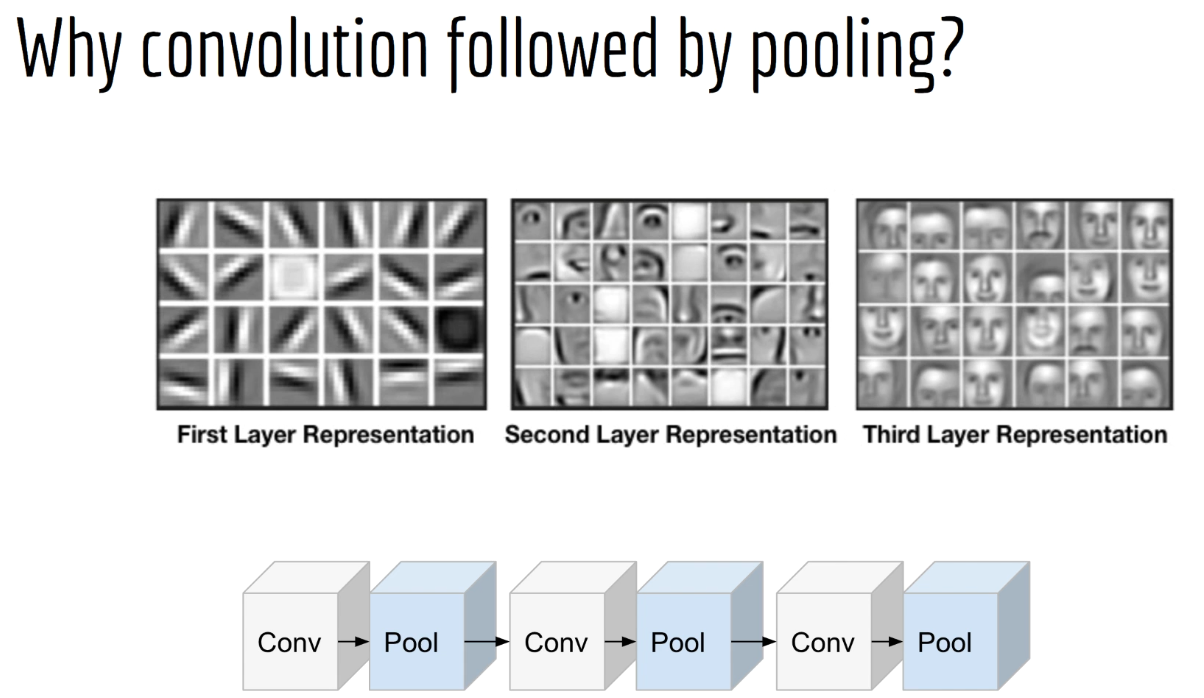 Why convolution followed by pooling?
First Layer Representation
Second Layer Representation
Third Layer Representation
Conv
Pool
Conv
Pool
Conv
Pool